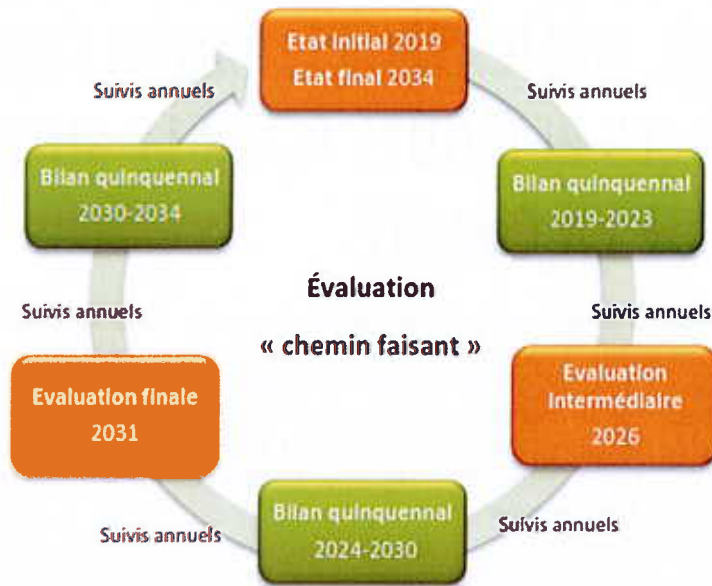 Etat initial 2019
Etat final 2034
Suivis annuels
Suivis annuels
Bilan quinquennal
2030-2034
Bilan quinquennal
2019-2023
Évaluation
« chemin faisant »
Suivis annuels
Suivis annuels
Evaluation finale
2031
Evaluation
intermédiaire
2026
Bilan quinquennal
2024-2030
Suivis annuels
Suivis annuels